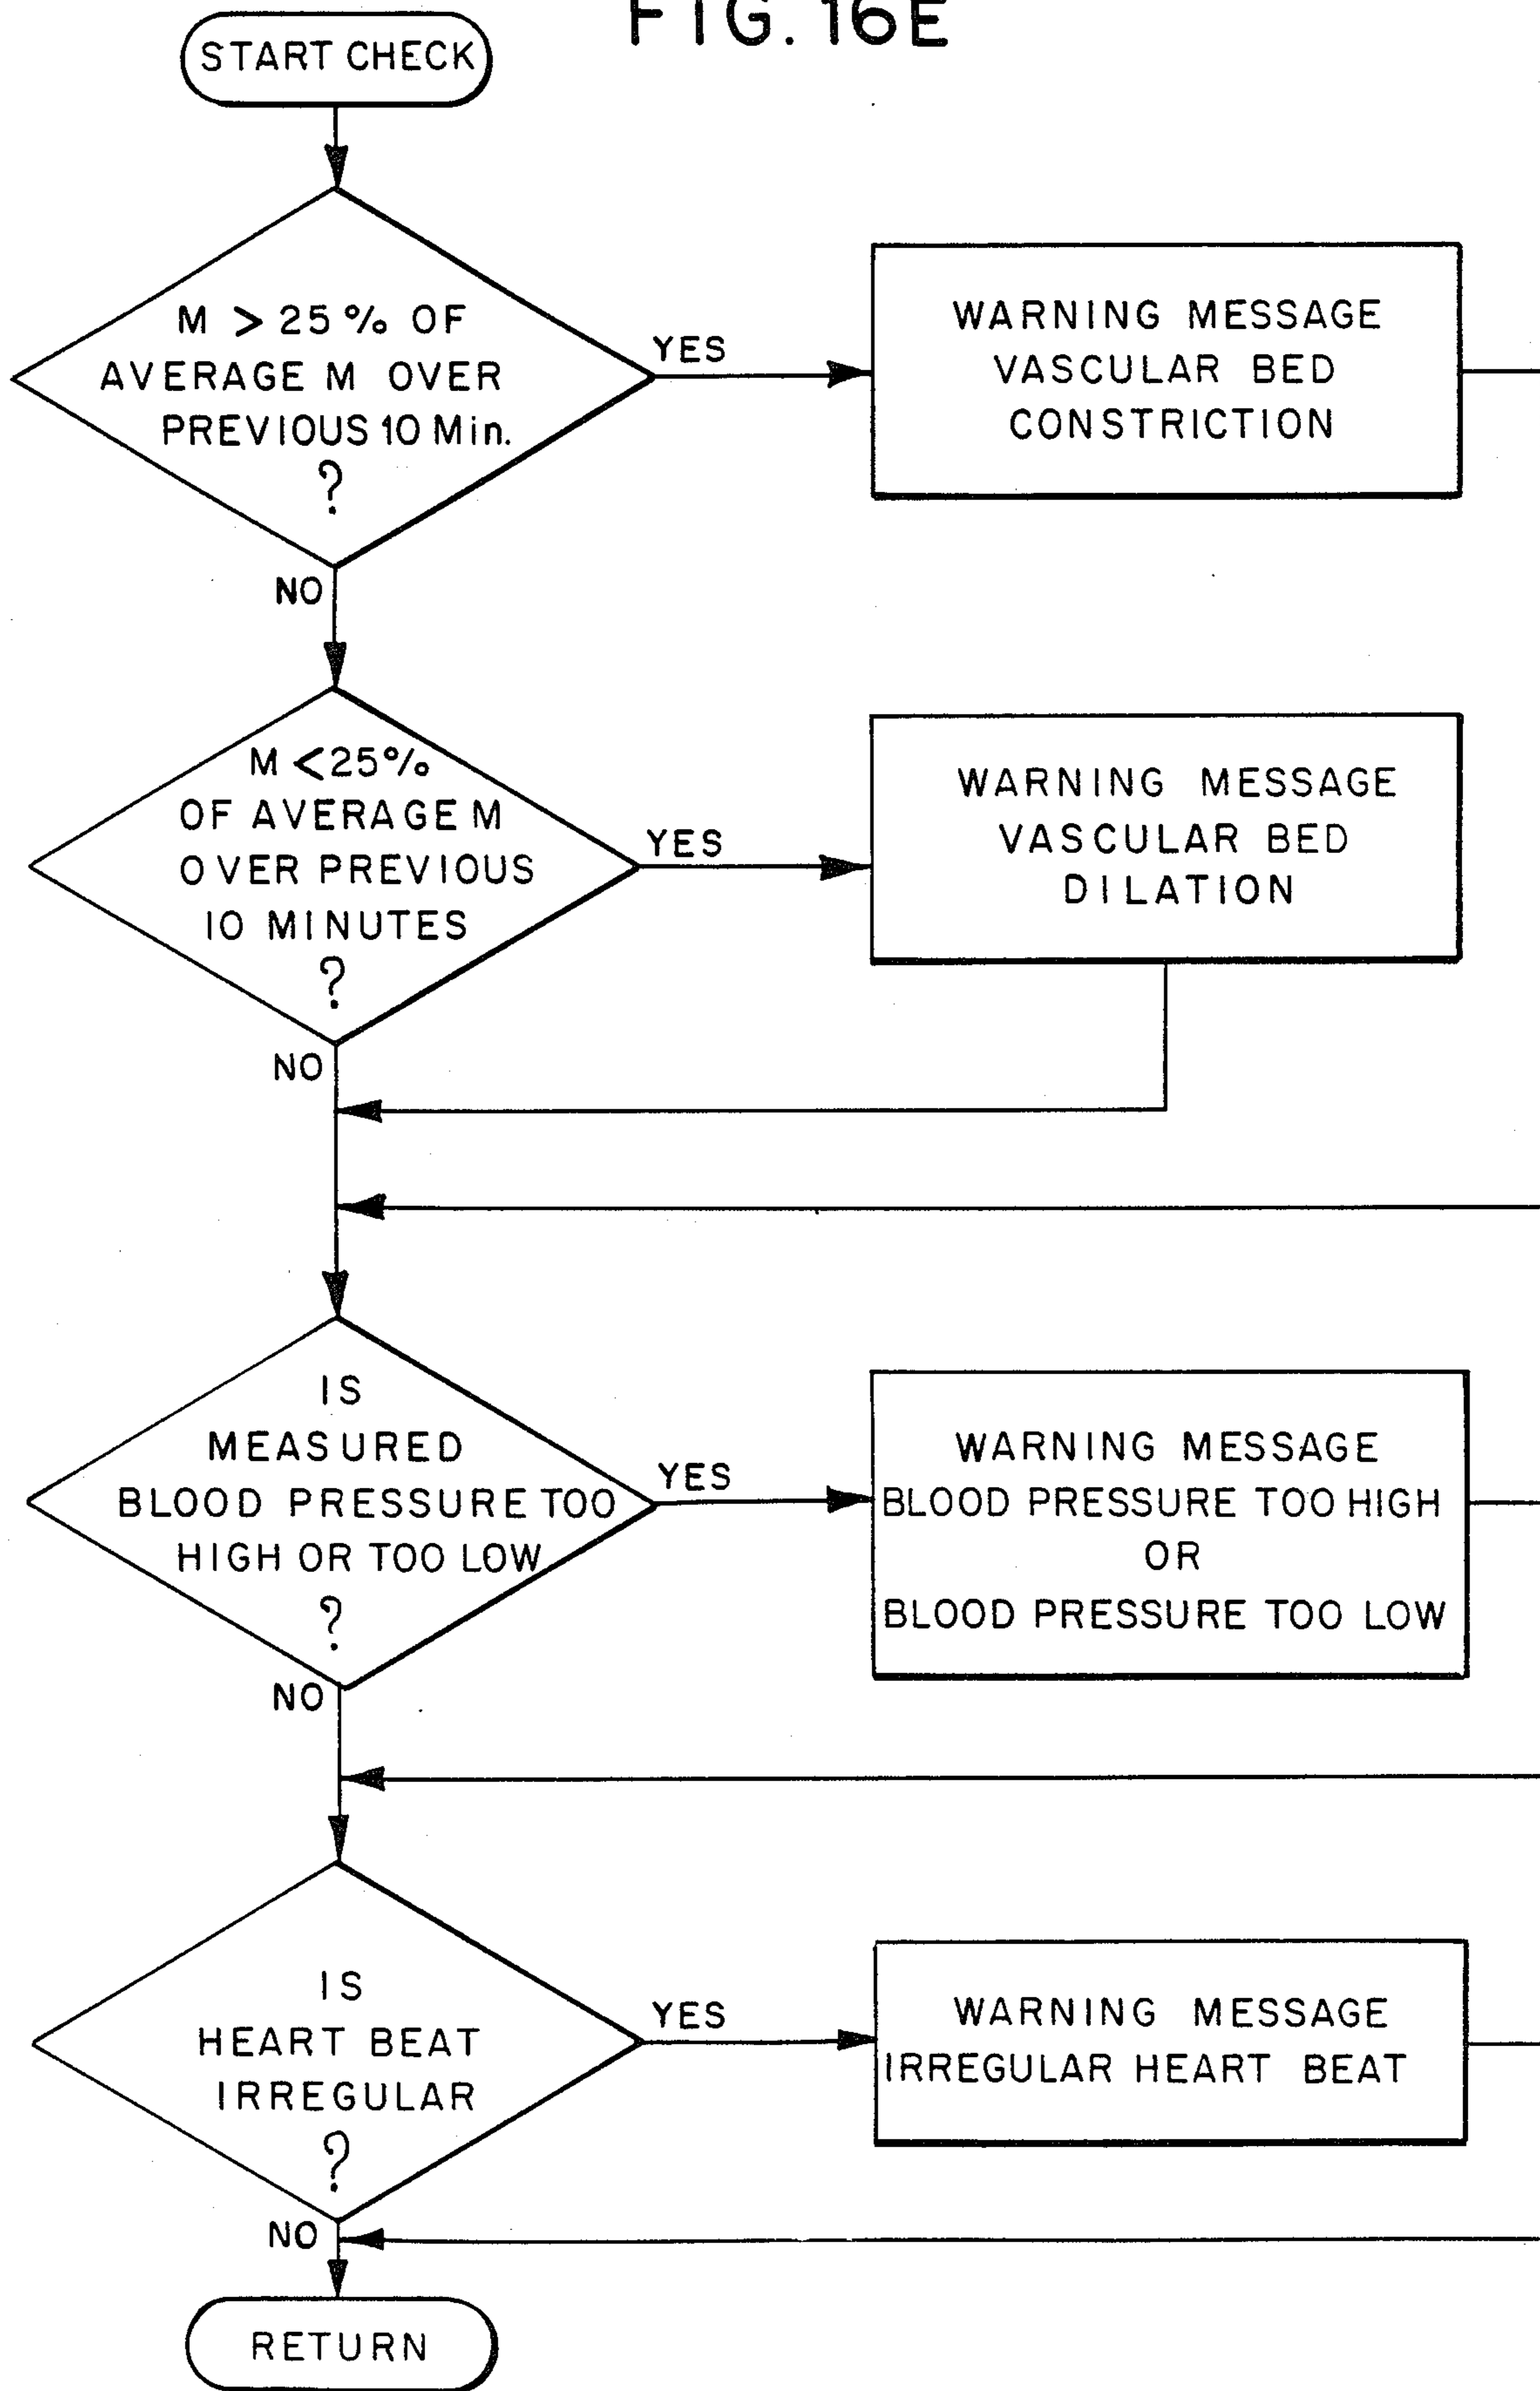 FIG. 16E
START CHECK
M > 25% OF
AVERAGE M OVER
PREVIOUS 10 Min.
?
YES
WARNING MESSAGE
VASCULAR BED
CONSTRICTION
NO
M <25%
OF AVERAGE M
OVER PREVIOUS
10 MINUTES
?
YES
WARNING MESSAGE
VASCULAR BED
DILATION
NO
IS
MEASURED
BLOOD PRESSURE TOO
HIGH OR TOO LOW
?
YES
WARNING MESSAGE
BLOOD PRESSURE TOO HIGH
OR
BLOOD PRESSURE TOO LOW
NO
IS
HEART BEAT
IRREGULAR
?
YES
WARNING MESSAGE
IRREGULAR HEART BEAT
NO
RETURN